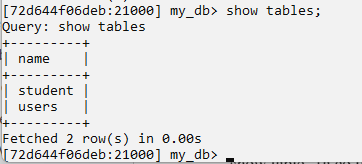 [72d644f06deb:21000] my_db> show tables;
Query: show tables
+---------+
| name    |
+---------+
| student |
| users   |
+---------+
Fetched 2 row(s) in 0.00s
[72d644f06deb:21000] my_db>